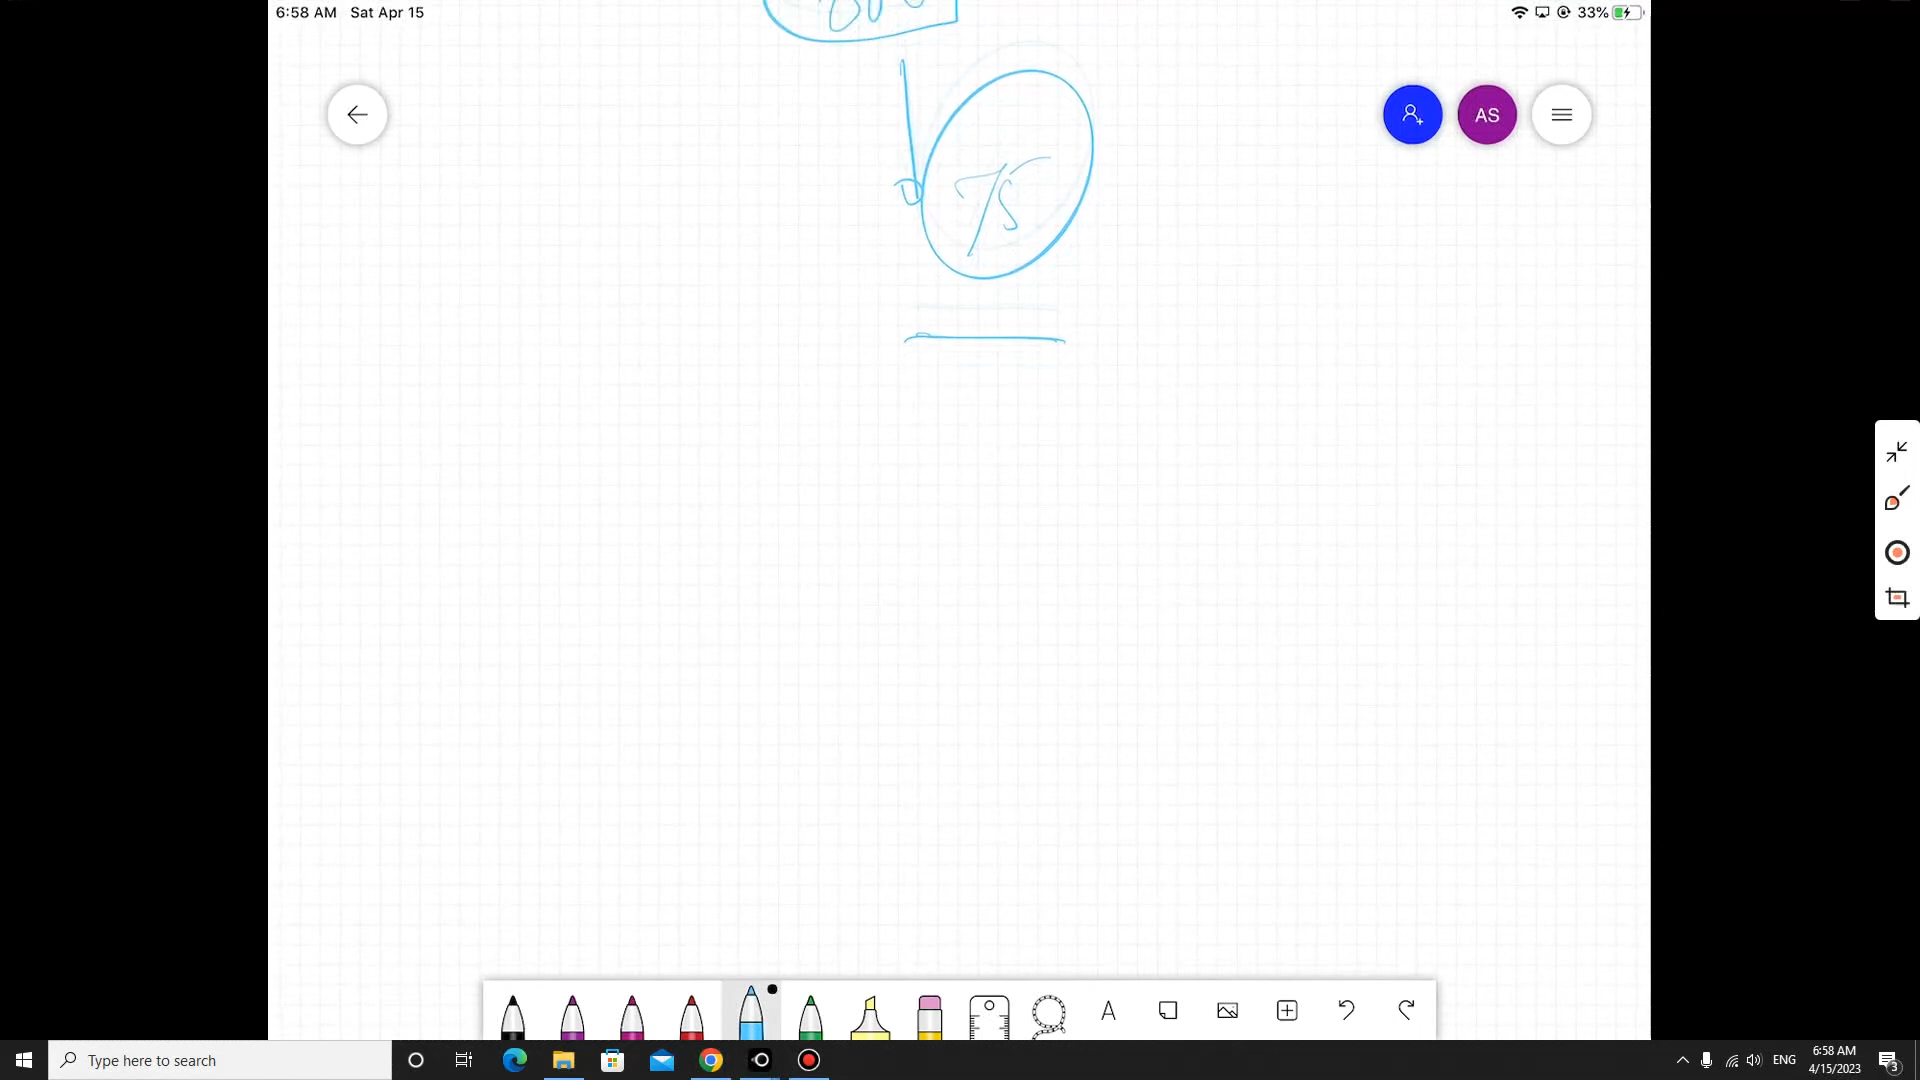 6:58 AM Sat Apr 15
33%
AS
75
A
Type here to search
ENG
6:58 AM
4/15/2023
3